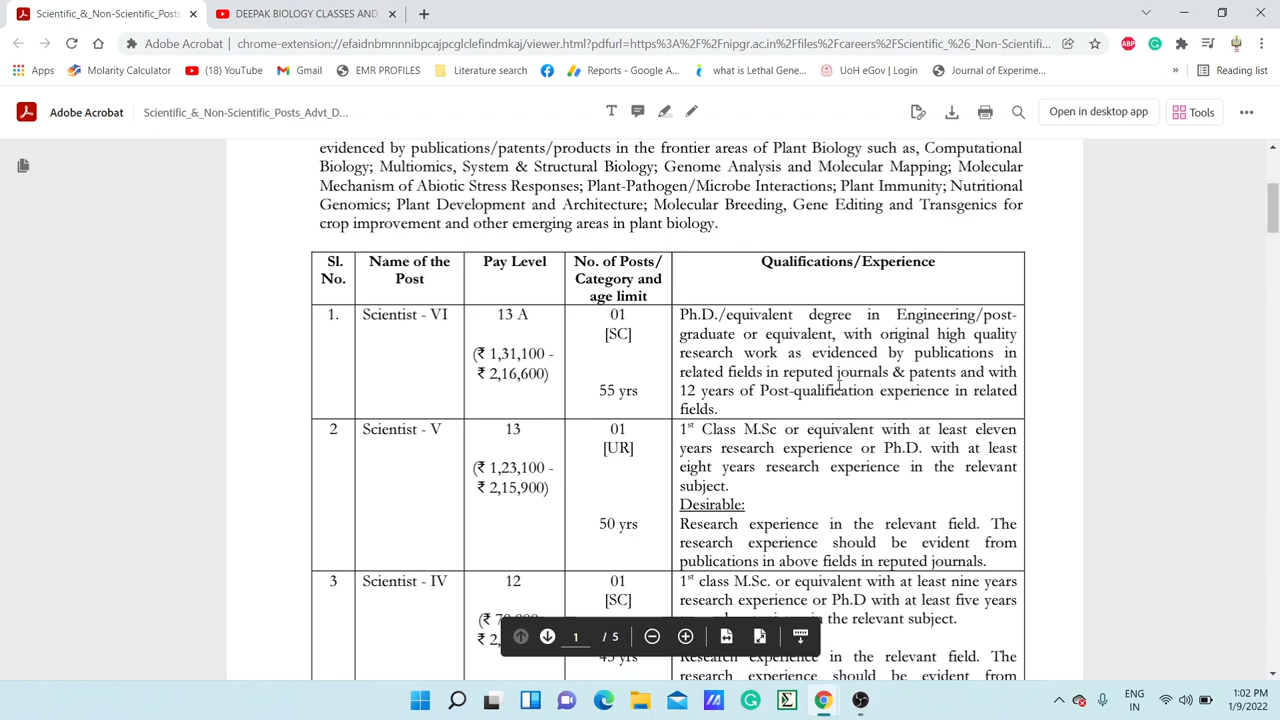 Scientific_&_Non-Scientific_Posts
DEEPAK BIOLOGY CLASSES AND
Adobe Acrobat
chrome-extension://efaidnbmnnnibpcajpcglclefindmkaj/viewer.html?pdfurl=https%3A%2F%2Fnipgr.ac.in%2Ffiles%2Fcareers%2FScientific_%26_Non-Scientifi...
ABP
Apps
Molarity Calculator
(18) YouTube
Gmail
EMR PROFILES
Literature search
Reports - Google A...
what is Lethal Gene...
UoH eGov | Login
Journal of Experime...
»
Reading list
Adobe Acrobat
Scientific_&_Non-Scientific_Posts_Advt_D...
Open in desktop app
Tools
evidenced by publications/patents/products in the frontier areas of Plant Biology such as, Computational
Biology; Multiomics, System & Structural Biology; Genome Analysis and Molecular Mapping; Molecular
Mechanism of Abiotic Stress Responses; Plant-Pathogen/Microbe Interactions; Plant Immunity; Nutritional
Genomics; Plant Development and Architecture; Molecular Breeding, Gene Editing and Transgenics for
crop improvement and other emerging areas in plant biology.
Sl. No.
Name of the Post
Pay Level
No. of Posts/ Category and age limit
Qualifications/Experience
1.
Scientist - VI
13 A
(₹ 1,31,100 -
₹ 2,16,600)
01
[SC]
55 yrs
Ph.D./equivalent degree in Engineering/post-
graduate or equivalent, with original high quality
research work as evidenced by publications in
related fields in reputed journals & patents and with
12 years of Post-qualification experience in related
fields.
2
Scientist - V
13
(₹ 1,23,100 -
₹ 2,15,900)
01
[UR]
50 yrs
1st Class M.Sc or equivalent with at least eleven
years research experience or Ph.D. with at least
eight years research experience in the relevant
subject.
Desirable:
Research experience in the relevant field. The
research experience should be evident from
publications in above fields in reputed journals.
3
Scientist - IV
12
01
[SC]
1st class M.Sc. or equivalent with at least nine years
research experience or Ph.D with at least five years
the relevant subject.
Research experience in the relevant field. The
research experience should be evident from
1 / 5
ENG
IN
1:02 PM
1/9/2022